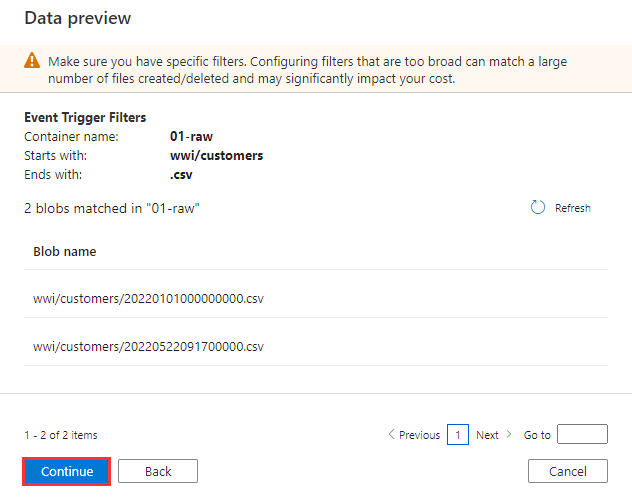 Data preview
Make sure you have specific filters. Configuring filters that are too broad can match a large
number of files created/deleted and may significantly impact your cost.
Event Trigger Filters
Container name: 01-raw
Starts with: wwi/customers
Ends with: .csv
2 blobs matched in "01-raw"
Refresh
Blob name
wwi/customers/20220101000000000.csv
wwi/customers/20220522091700000.csv
1 - 2 of 2 items
Previous 1 Next Go to
Continue Back Cancel